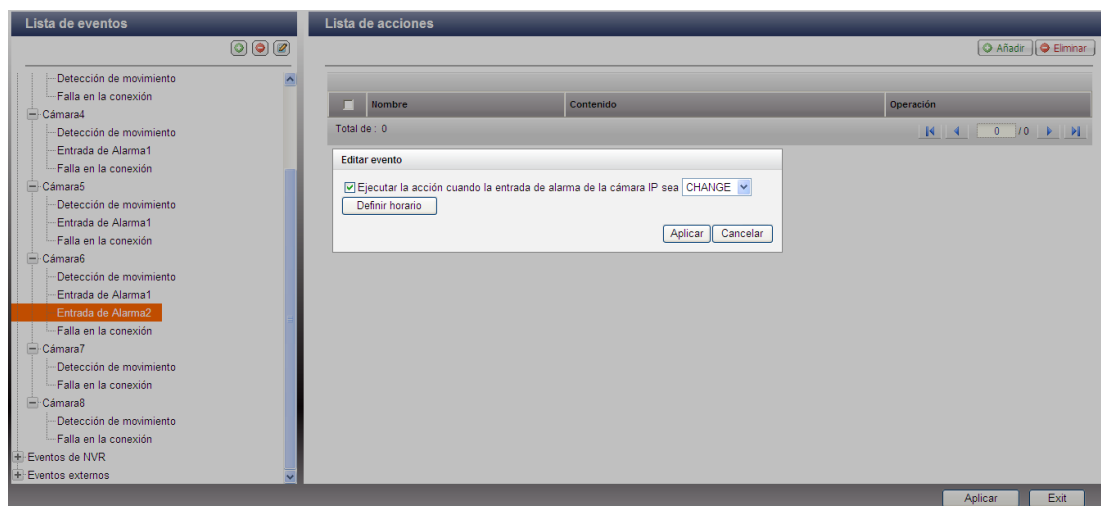 Lista de eventos
Detección de movimiento
Falla en la conexión
Cámara4
Detección de movimiento
Entrada de Alarma1
Falla en la conexión
Cámara5
Detección de movimiento
Entrada de Alarma1
Falla en la conexión
Cámara6
Detección de movimiento
Entrada de Alarma1
Entrada de Alarma2
Falla en la conexión
Cámara7
Detección de movimiento
Falla en la conexión
Cámara8
Detección de movimiento
Falla en la conexión
Eventos de NVR
Eventos externos
Lista de acciones
Añadir Eliminar
Nombre Contenido Operación
Total de : 0 0 / 0
Editar evento
Ejecutar la acción cuando la entrada de alarma de la cámara IP sea CHANGE
Definir horario
Aplicar Cancelar
Aplicar Exit